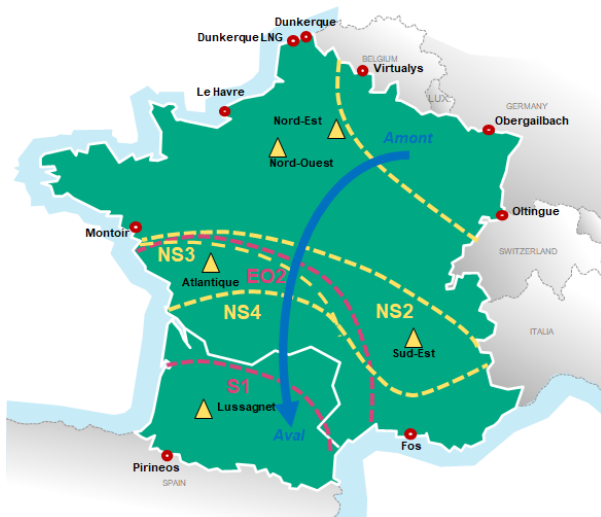 Dunkerque
Dunkerque LNG
BELGIUM
Virtualys
LUX
Le Havre
GERMANY
Nord-Est
Obergailbach
Amont
Nord-Ouest
Oltingue
Montoir
SWITZERLAND
NS3
EO2
Atlantique
NS4
NS2
ITALIA
Sud-Est
S1
Lussagnet
Aval
Fos
Pirineos
SPAIN